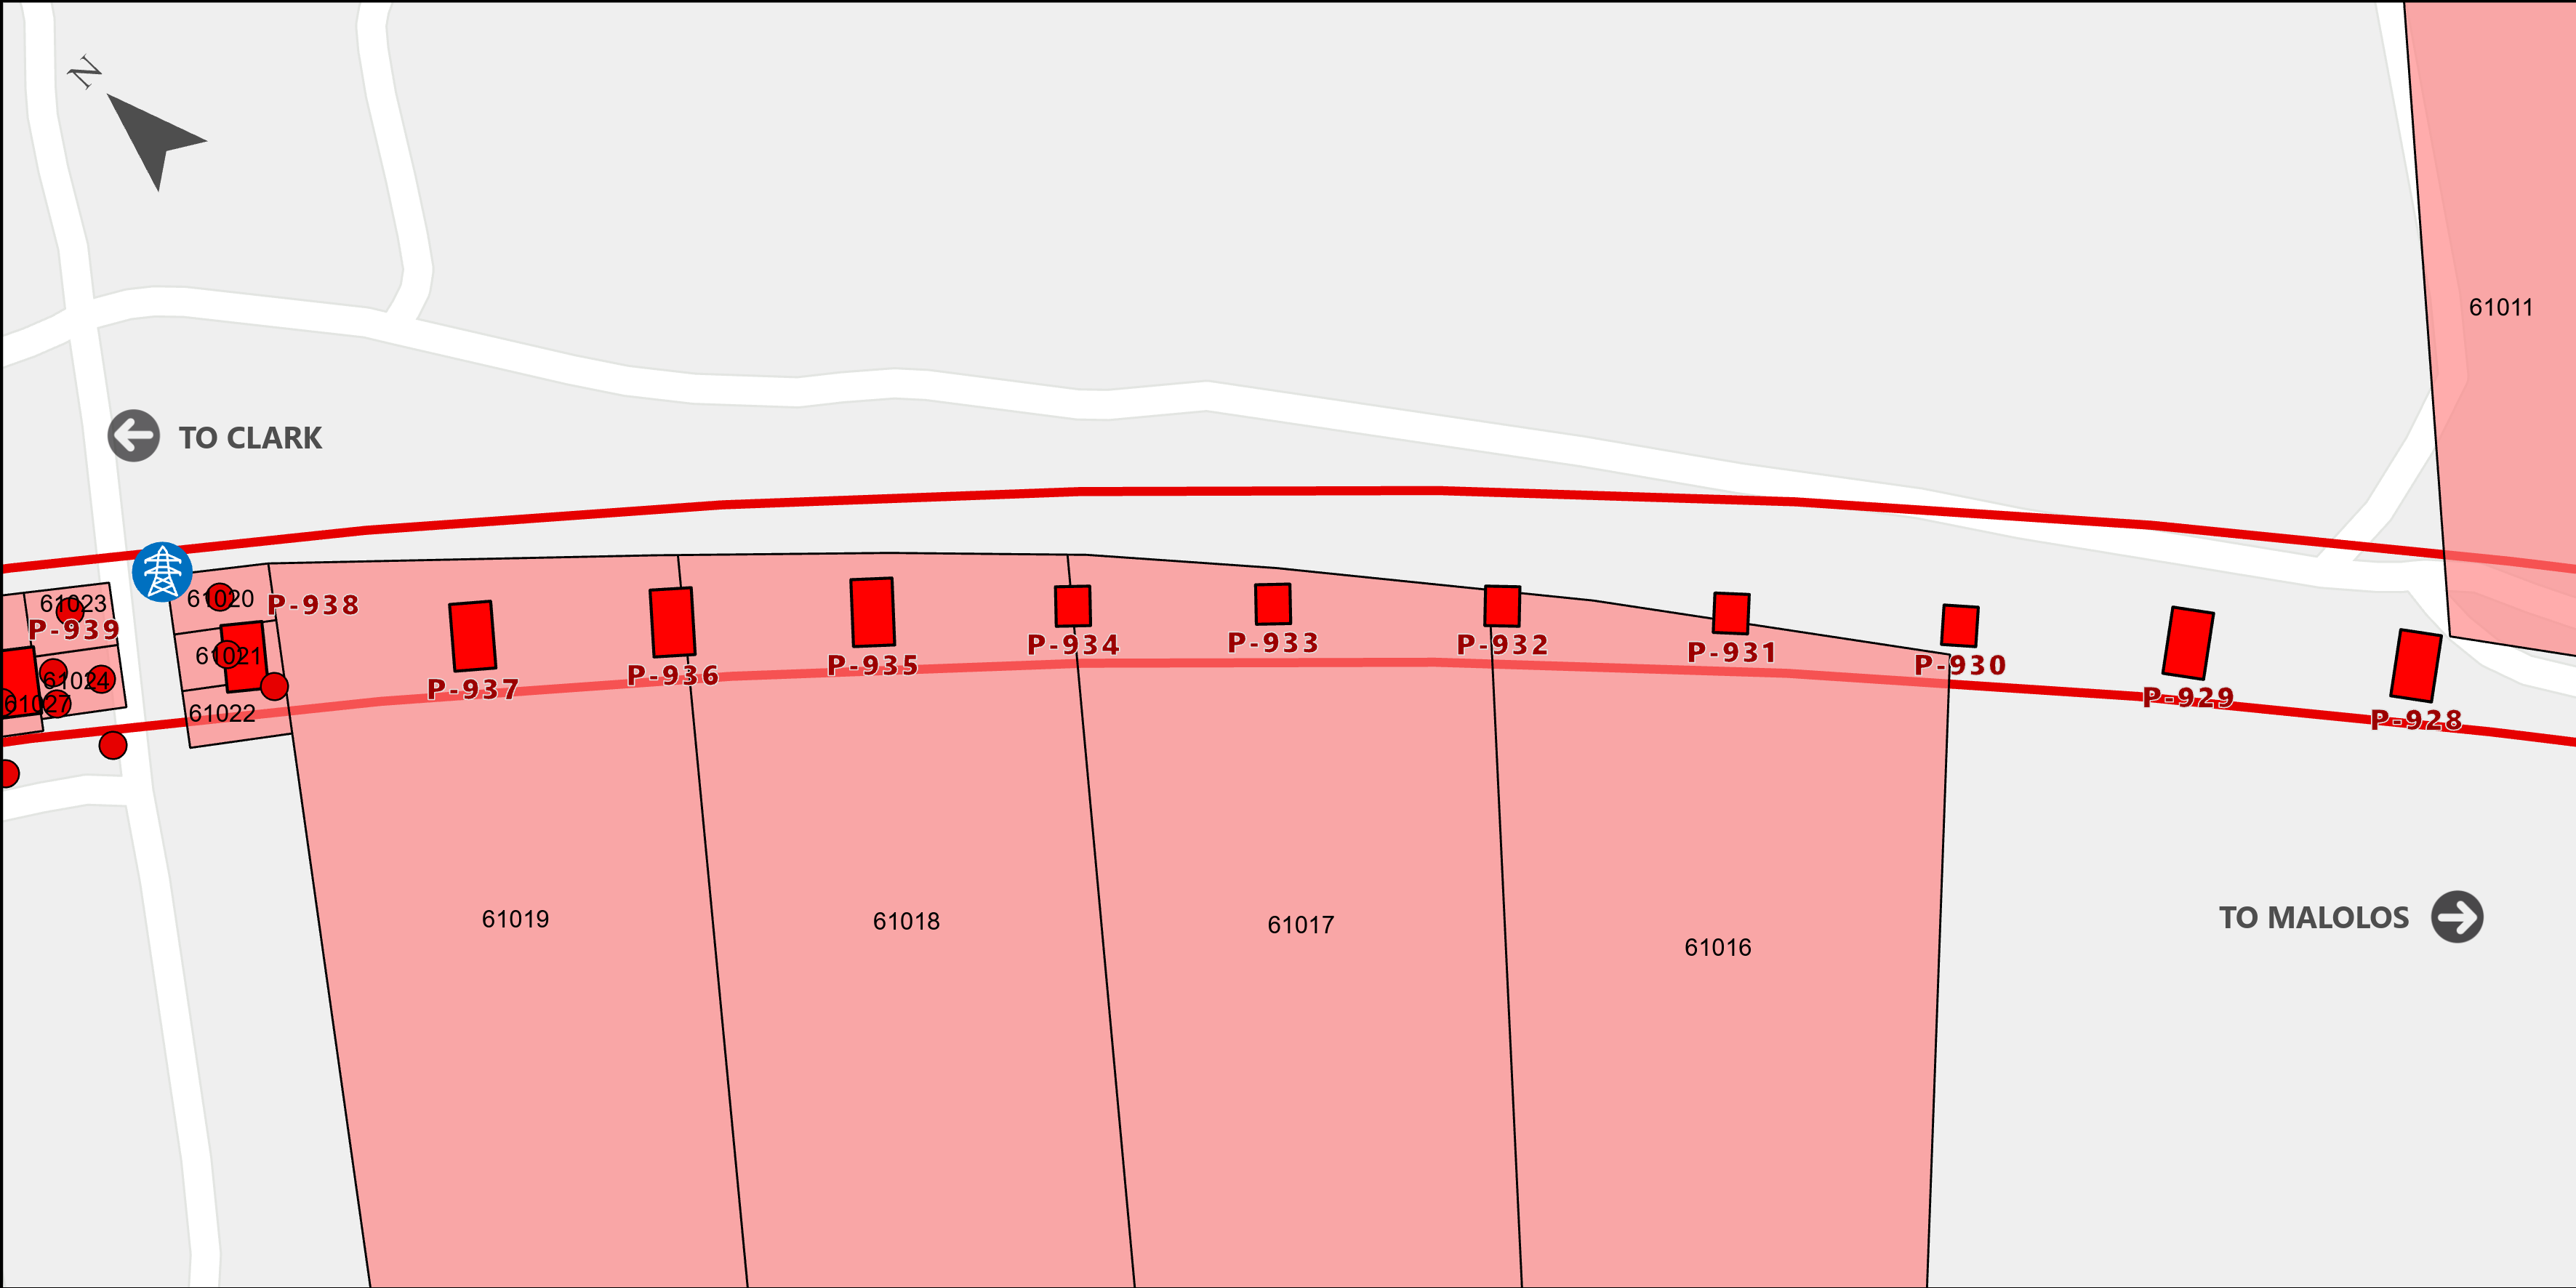 N
61011
TO CLARK
61020
61023
P-938
P-939
61021
61024
61027
61022
P-937
P-936
P-935
P-934
P-933
P-932
P-931
P-930
P-929
P-928
61019
61018
61017
61016
TO MALOLOS